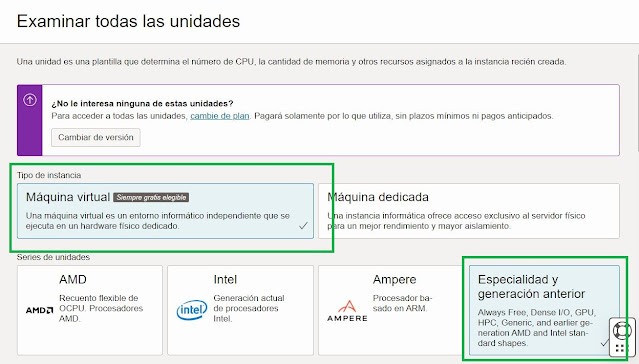 Examinar todas las unidades
Una unidad es una plantilla que determina el número de CPU, la cantidad de memoria y otros recursos asignados a la instancia recién creada.
¿No le interesa ninguna de estas unidades?
Para acceder a todas las unidades, cambie de plan. Pagará solamente por lo que utiliza, sin plazos mínimos ni pagos anticipados.
Cambiar de versión
Tipo de instancia
Máquina virtual Siempre gratis elegible
Una máquina virtual es un entorno informático independiente que se
ejecuta en un hardware físico dedicado.
Máquina dedicada
Una instancia informática ofrece acceso exclusivo al servidor físico
para un mejor rendimiento y mayor aislamiento.
Series de unidades
AMD
AMD
Recuento flexible de
OCPU. Procesadores
AMD.
Intel
intel
Generación actual
de procesadores
Intel.
Ampere
AMPERE
Procesador ba-
sado en ARM.
Especialidad y
generación anterior
Always Free, Dense I/O, GPU,
HPC, Generic, and earlier ge-
neration AMD and Intel stan-
dard shapes.